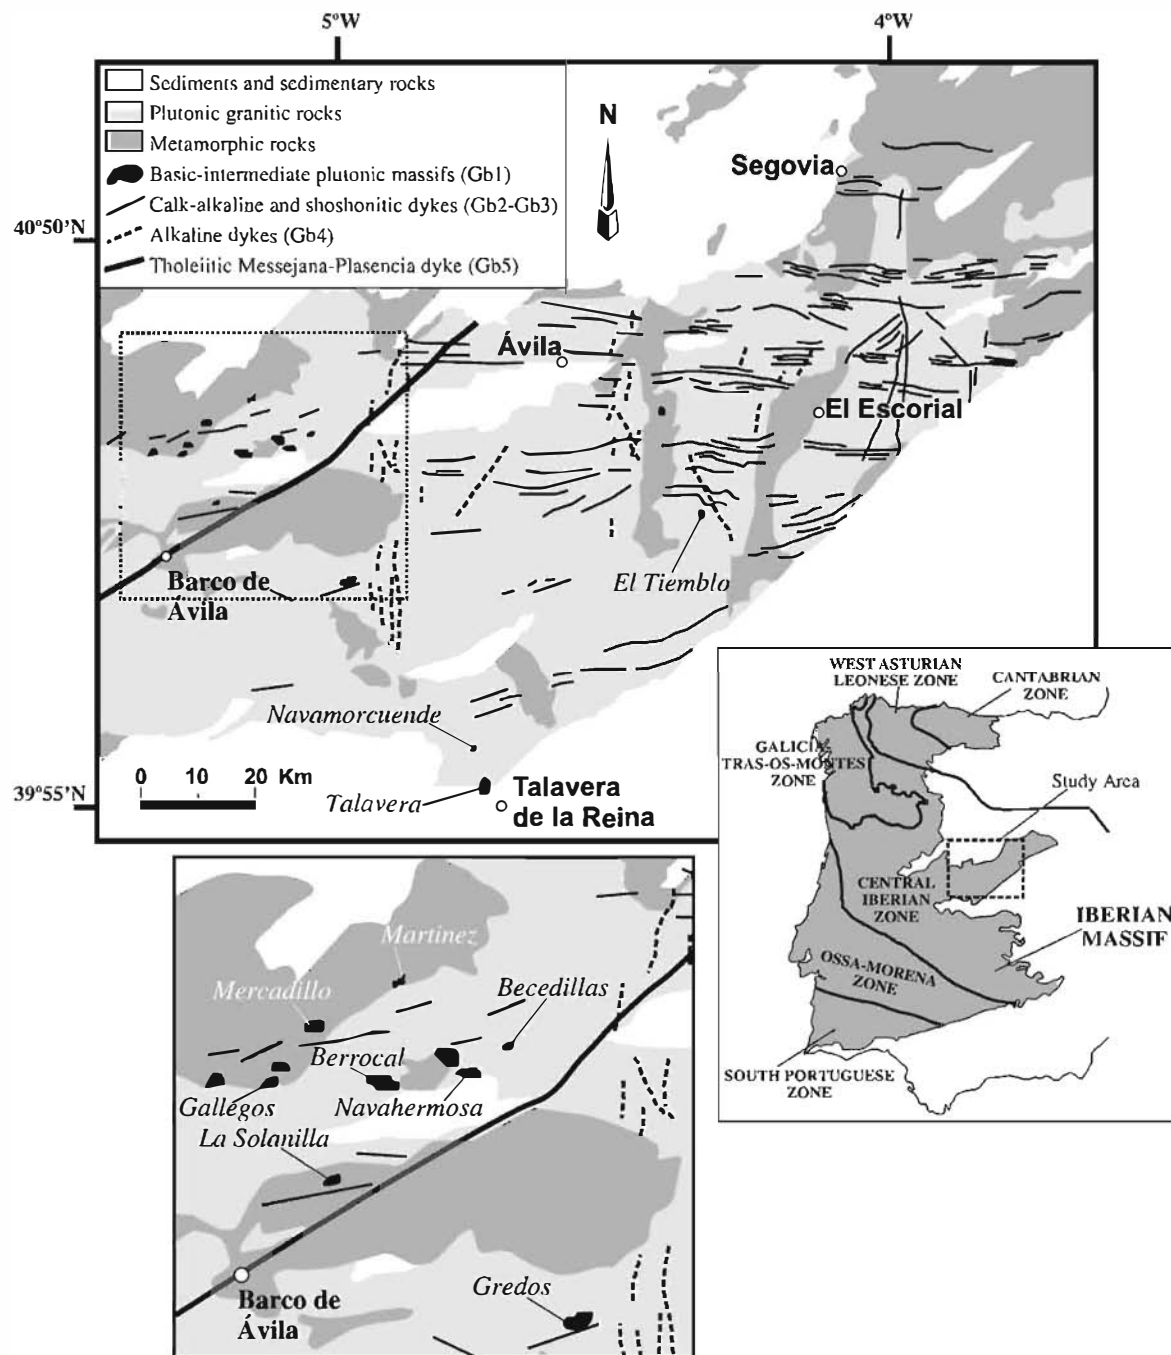 5°W
4°W
Sediments and sedimentary rocks
Plutonic granitic rocks
Metamorphic rocks
Basic-intermediate plutonic massifs (Gb1)
Calk-alkaline and shoshonitic dykes (Gb2-Gb3)
Alkaline dykes (Gb4)
Tholeiitic Messejana-Plasencia dyke (Gb5)
N
Segovia
40°50'N
Ávila
El Escorial
El Tiemblo
Barco de
Ávila
Navamorcuende
0 10 20 Km
39°55'N
Talavera
Talavera
de la Reina
WEST ASTURIAN
LEONESE ZONE
CANTABRIAN
ZONE
GALICIA
TRAS-OS-MONTES
ZONE
Study Area
CENTRAL
IBERIAN
ZONE
IBERIAN
MASSIF
OSSA-MORENA
ZONE
SOUTH PORTUGUESE
ZONE
Martinez
Mercadillo
Becedillas
Berrocal
Gallégos
Navahermosa
La Solanilla
Gredos
Barco de
Ávila